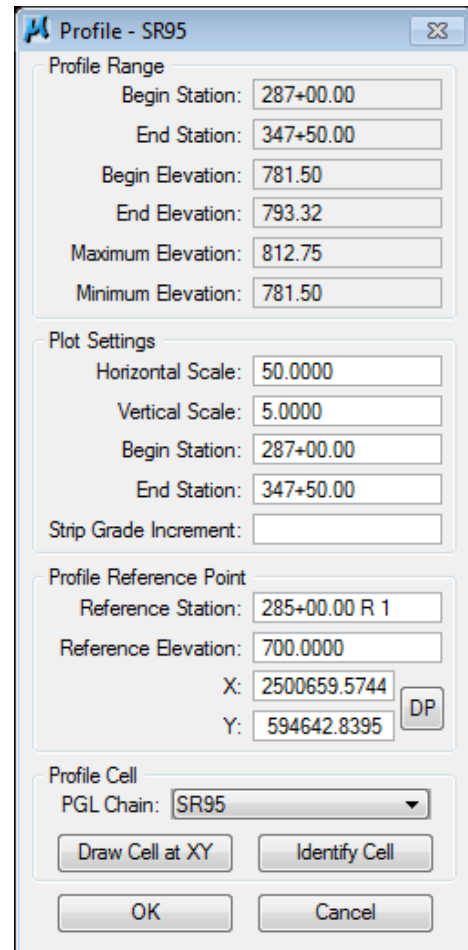 Profile - SR95
Profile Range
Begin Station: 287+00.00
End Station: 347+50.00
Begin Elevation: 781.50
End Elevation: 793.32
Maximum Elevation: 812.75
Minimum Elevation: 781.50
Plot Settings
Horizontal Scale: 50.0000
Vertical Scale: 5.0000
Begin Station: 287+00.00
End Station: 347+50.00
Strip Grade Increment:
Profile Reference Point
Reference Station: 285+00.00 R 1
Reference Elevation: 700.0000
X: 2500659.5744
DP
Y: 594642.8395
Profile Cell
PGL Chain: SR95
Draw Cell at XY Identify Cell
OK Cancel